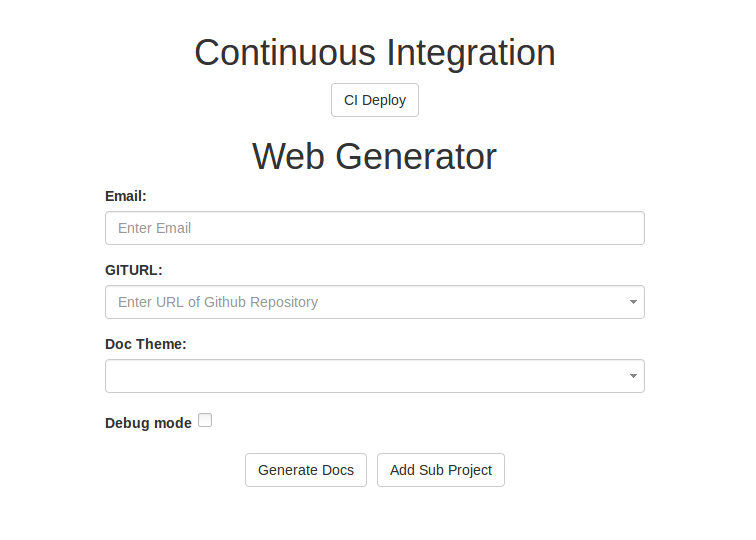 Continuous Integration
CI Deploy
Web Generator
Email:
Enter Email
GITURL:
Enter URL of Github Repository
Doc Theme:
Debug mode
Generate Docs Add Sub Project